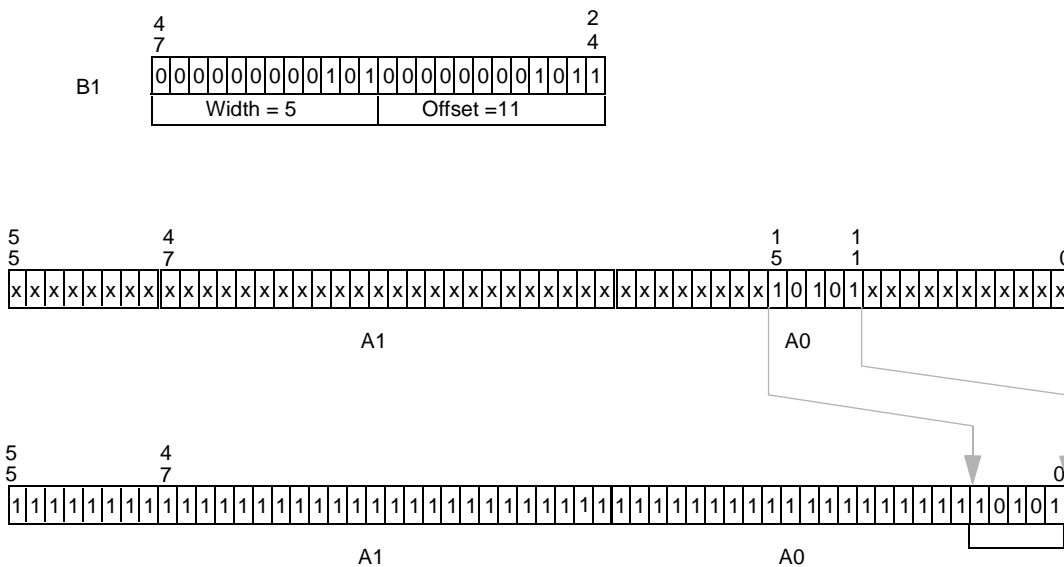 4 2
7 4
B1 0 0 0 0 0 0 0 0 0 1 0 1 0 0 0 0 0 0 0 0 1 0 1 1
Width = 5 Offset =11
5 4 1 1
5 7 5 1 0
x x x x x x x x x x x x x x x x x x x x x x x x x x x x x x x x x x x x x x x x 1 0 1 0 1 x x x x x x x x x x x
A1 A0
5 4
5 7 0
1 1 1 1 1 1 1 1 1 1 1 1 1 1 1 1 1 1 1 1 1 1 1 1 1 1 1 1 1 1 1 1 1 1 1 1 1 1 1 1 1 1 1 1 1 1 1 1 1 1 1 1 0 1 0 1
A1 A0